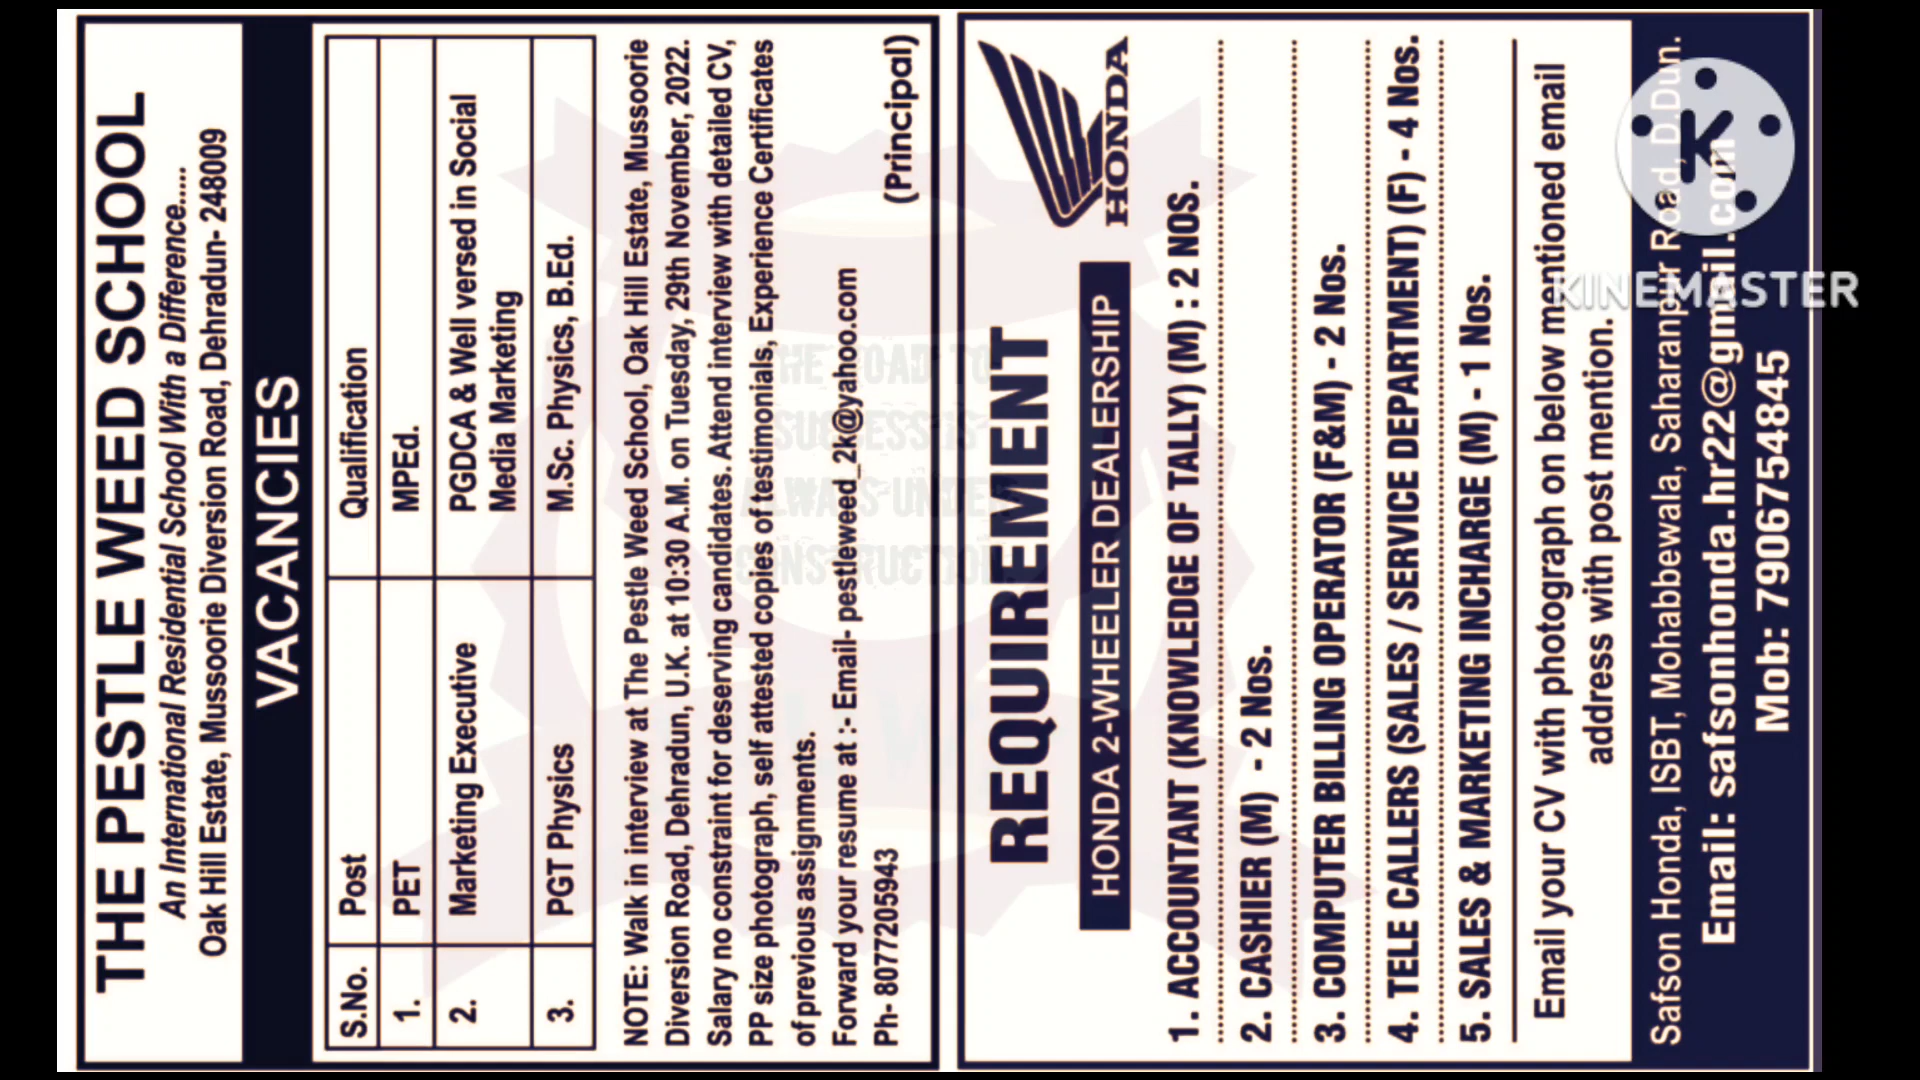 THE PESTLE WEED SCHOOL
An International Residential School With a Difference.....
Oak Hill Estate, Mussoorie Diversion Road, Dehradun- 248009
VACANCIES
S.No. Post Qualification
1. PET MPEd.
2. Marketing Executive PGDCA & Well versed in Social
Media Marketing
3. PGT Physics M.Sc. Physics, B.Ed.
NOTE: Walk in interview at The Pestle Weed School, Oak Hill Estate, Mussoorie
Diversion Road, Dehradun, U.K. at 10:30 A.M. on Tuesday, 29th November, 2022.
Salary no constraint for deserving candidates. Attend interview with detailed CV,
PP size photograph, self attested copies of testimonials, Experience Certificates
of previous assignments.
Forward your resume at :- Email- pestleweed_2k@yahoo.com
Ph- 8077205943 (Principal)
REQUIREMENT
HONDA 2-WHEELER DEALERSHIP
HONDA
1. ACCOUNTANT (KNOWLEDGE OF TALLY) (M) : 2 NOS.
2. CASHIER (M) - 2 Nos.
3. COMPUTER BILLING OPERATOR (F&M) - 2 Nos.
4. TELE CALLERS (SALES / SERVICE DEPARTMENT) (F) - 4 Nos.
5. SALES & MARKETING INCHARGE (M) - 1 Nos.
Email your CV with photograph on below mentioned email
address with post mention.
Safson Honda, ISBT, Mohabbewala, Saharanpur Road, D.Dun.
Email: safsonhonda.hr22@gmail.com
Mob: 7906754845
THE ROAD TO
SUCCESS IS
ALWAYS UNDER
CONSTRUCTION.
K
KINEMASTER